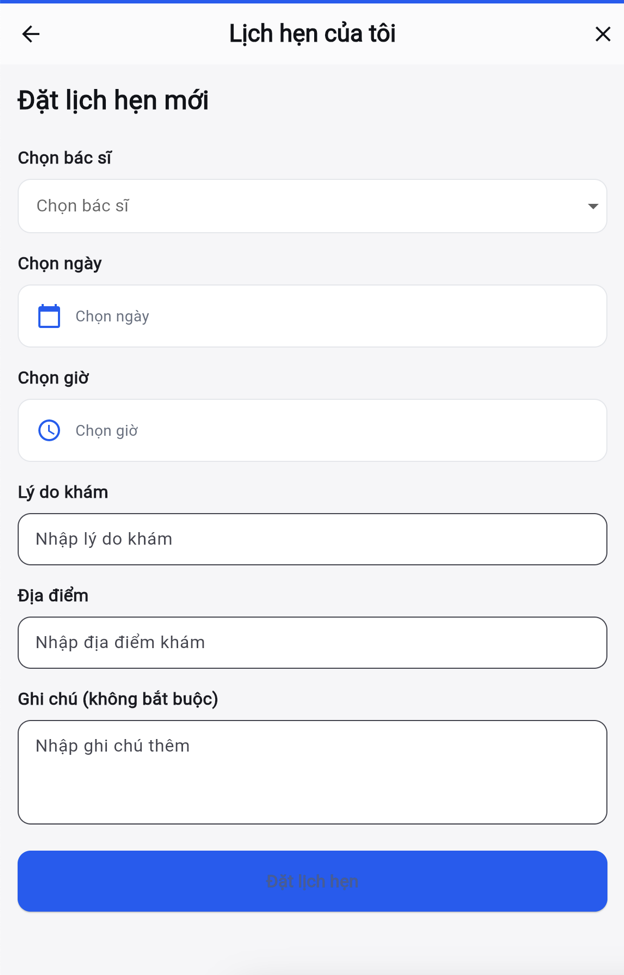 Lịch hẹn của tôi
Đặt lịch hẹn mới
Chọn bác sĩ
Chọn bác sĩ
Chọn ngày
Chọn ngày
Chọn giờ
Chọn giờ
Lý do khám
Nhập lý do khám
Địa điểm
Nhập địa điểm khám
Ghi chú (không bắt buộc)
Nhập ghi chú thêm
Đặt lịch hẹn